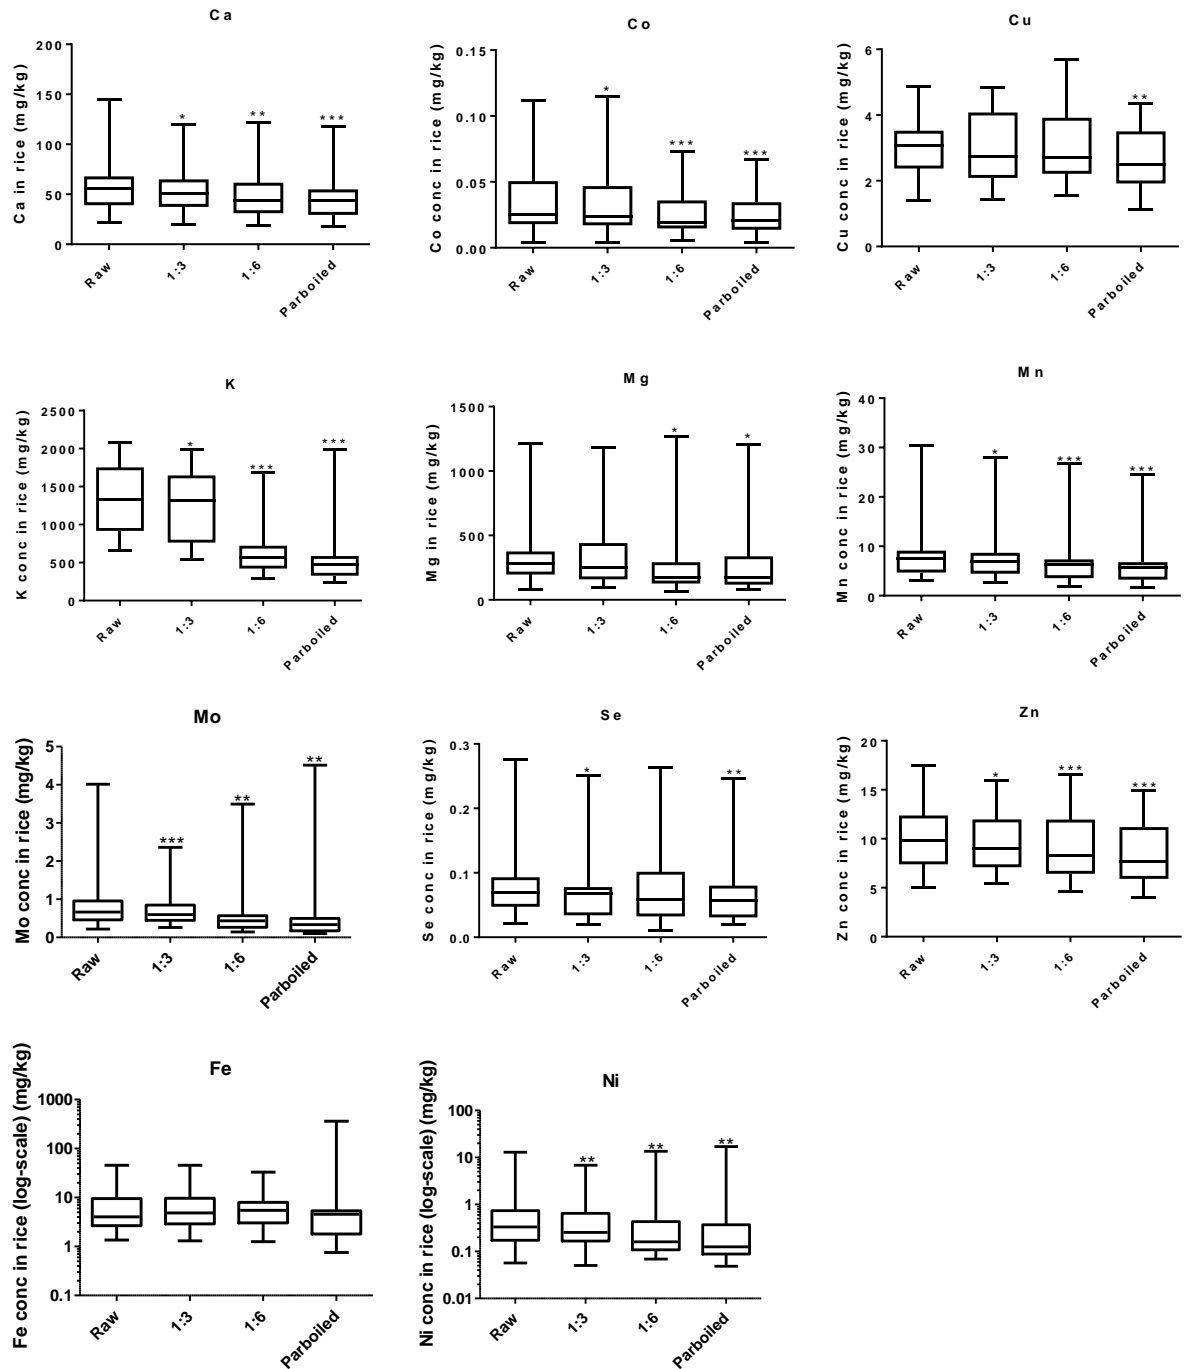 Ca
Ca in rice (mg/kg)
200
150
100
50
0
*
**
***
Raw
1:3
1:6
Parboiled
Co
Co conc in rice (mg/kg)
0.15
0.10
0.05
0.00
*
***
***
Raw
1:3
1:6
Parboiled
Cu
Cu conc in rice (mg/kg)
6
4
2
0
**
Raw
1:3
1:6
Parboiled
K
K conc in rice (mg/kg)
2500
2000
1500
1000
500
0
*
***
***
Raw
1:3
1:6
Parboiled
Mg
Mg in rice (mg/kg)
1500
1000
500
0
*
*
Raw
1:3
1:6
Parboiled
Mn
Mn conc in rice (mg/kg)
40
30
20
10
0
*
***
***
Raw
1:3
1:6
Parboiled
Mo
Mo conc in rice (mg/kg)
5
4
3
2
1
0
***
**
**
Raw
1:3
1:6
Parboiled
Se
Se conc in rice (mg/kg)
0.3
0.2
0.1
0.0
*
**
Raw
1:3
1:6
Parboiled
Zn
Zn conc in rice (mg/kg)
20
15
10
5
0
*
***
***
Raw
1:3
1:6
Parboiled
Fe
Fe conc in rice (log-scale) (mg/kg)
1000
100
10
1
0.1
Raw
1:3
1:6
Parboiled
Ni
Ni conc in rice (log-scale) (mg/kg)
100
10
1
0.1
0.01
**
**
**
Raw
1:3
1:6
Parboiled